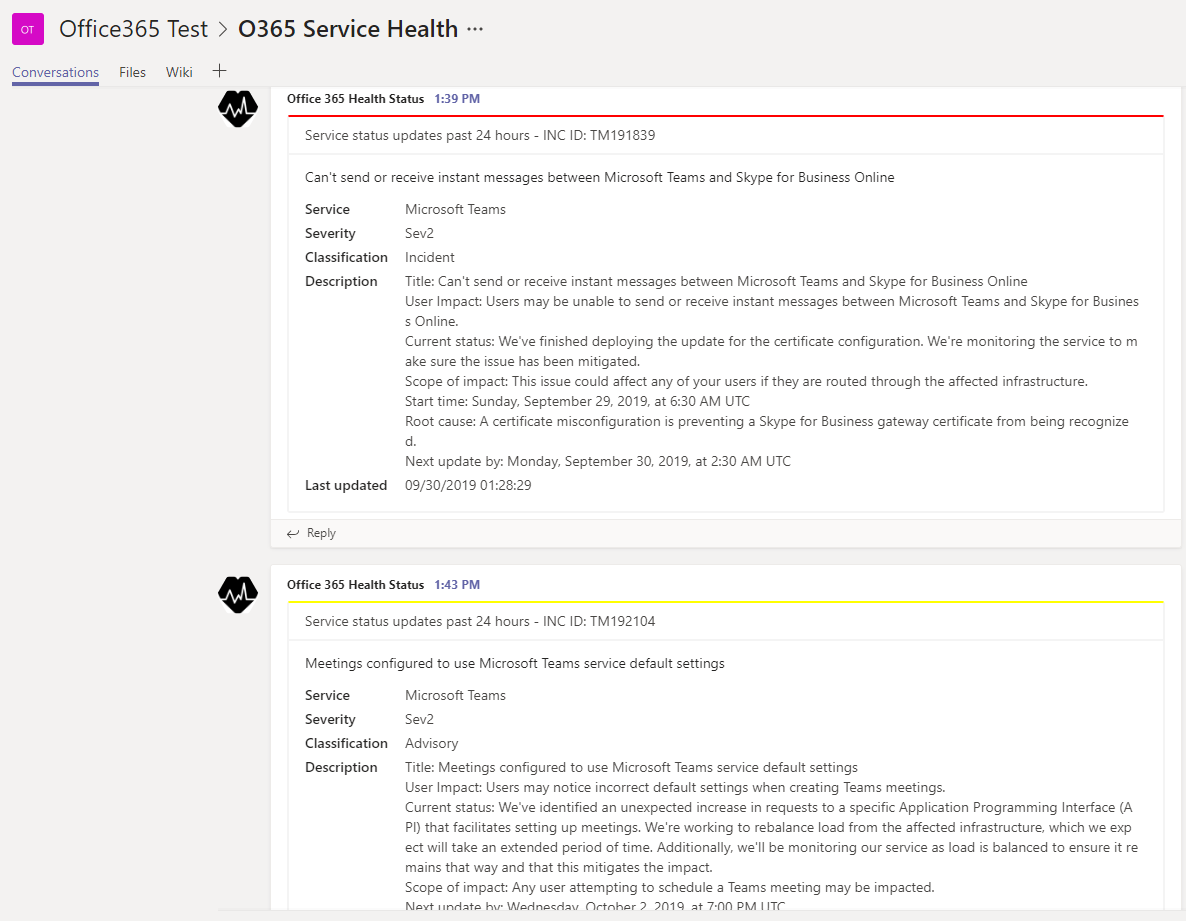 OT
Office365 Test > O365 Service Health ...
Conversations Files Wiki +
Office 365 Health Status 1:39 PM
Service status updates past 24 hours - INC ID: TM191839
Can't send or receive instant messages between Microsoft Teams and Skype for Business Online
Service Microsoft Teams
Severity Sev2
Classification Incident
Description Title: Can't send or receive instant messages between Microsoft Teams and Skype for Business Online
User Impact: Users may be unable to send or receive instant messages between Microsoft Teams and Skype for Busines
s Online.
Current status: We've finished deploying the update for the certificate configuration. We're monitoring the service to m
ake sure the issue has been mitigated.
Scope of impact: This issue could affect any of your users if they are routed through the affected infrastructure.
Start time: Sunday, September 29, 2019, at 6:30 AM UTC
Root cause: A certificate misconfiguration is preventing a Skype for Business gateway certificate from being recognize
d.
Next update by: Monday, September 30, 2019, at 2:30 AM UTC
Last updated 09/30/2019 01:28:29
Reply
Office 365 Health Status 1:43 PM
Service status updates past 24 hours - INC ID: TM192104
Meetings configured to use Microsoft Teams service default settings
Service Microsoft Teams
Severity Sev2
Classification Advisory
Description Title: Meetings configured to use Microsoft Teams service default settings
User Impact: Users may notice incorrect default settings when creating Teams meetings.
Current status: We've identified an unexpected increase in requests to a specific Application Programming Interface (A
PI) that facilitates setting up meetings. We're working to rebalance load from the affected infrastructure, which we exp
ect will take an extended period of time. Additionally, we'll be monitoring our service as load is balanced to ensure it re
mains that way and that this mitigates the impact.
Scope of impact: Any user attempting to schedule a Teams meeting may be impacted.
Next update by: Wednesday, October 2, 2019, at 7:00 PM UTC